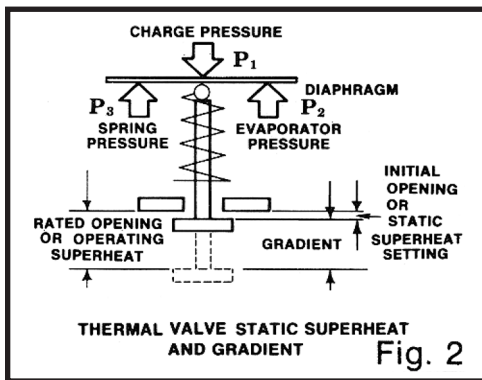 CHARGE PRESSURE
P1
DIAPHRAGM
P3
P2
SPRING
PRESSURE
EVAPORATOR
PRESSURE
INITIAL
OPENING
OR
STATIC
SUPERHEAT
SETTING
RATED OPENING
OR OPERATING
SUPERHEAT
GRADIENT
THERMAL VALVE STATIC SUPERHEAT
AND GRADIENT
Fig. 2